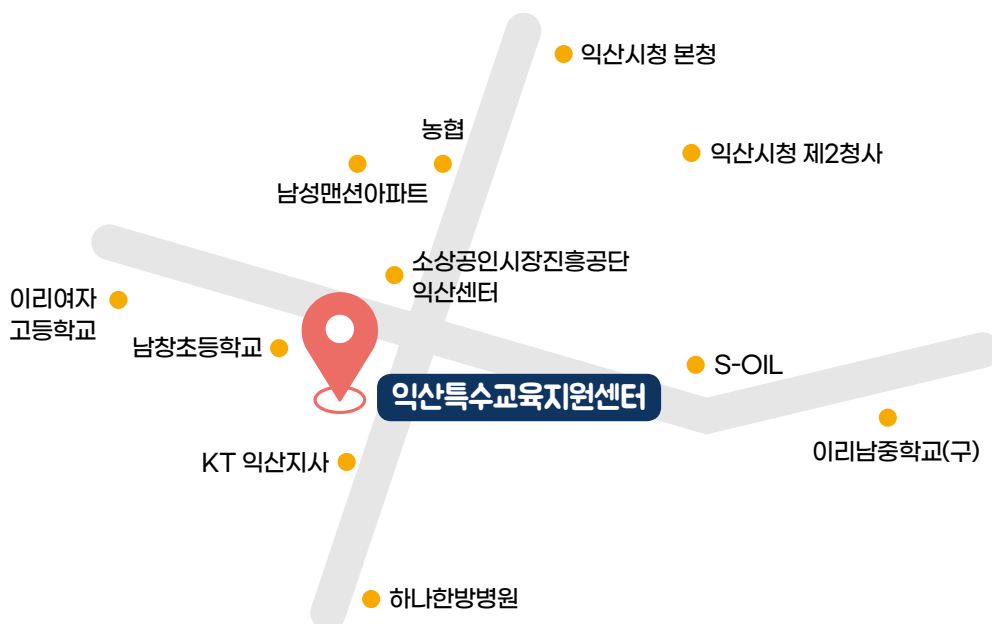 익산시청 본청
농협
익산시청 제2청사
남성맨션아파트
소상공인시장진흥공단
익산센터
이리여자
고등학교
남창초등학교
S-OIL
익산특수교육지원센터
이리남중학교(구)
KT 익산지사
하나한방병원